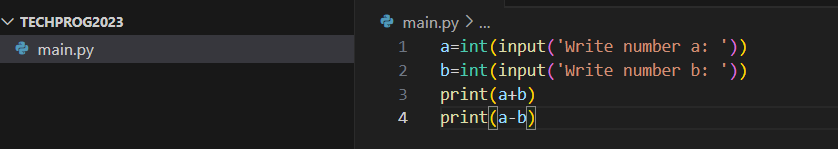 TECHPROG2023
main.py
main.py > ...
1 a=int(input('Write number a: '))
2 b=int(input('Write number b: '))
3 print(a+b)
4 print(a-b)